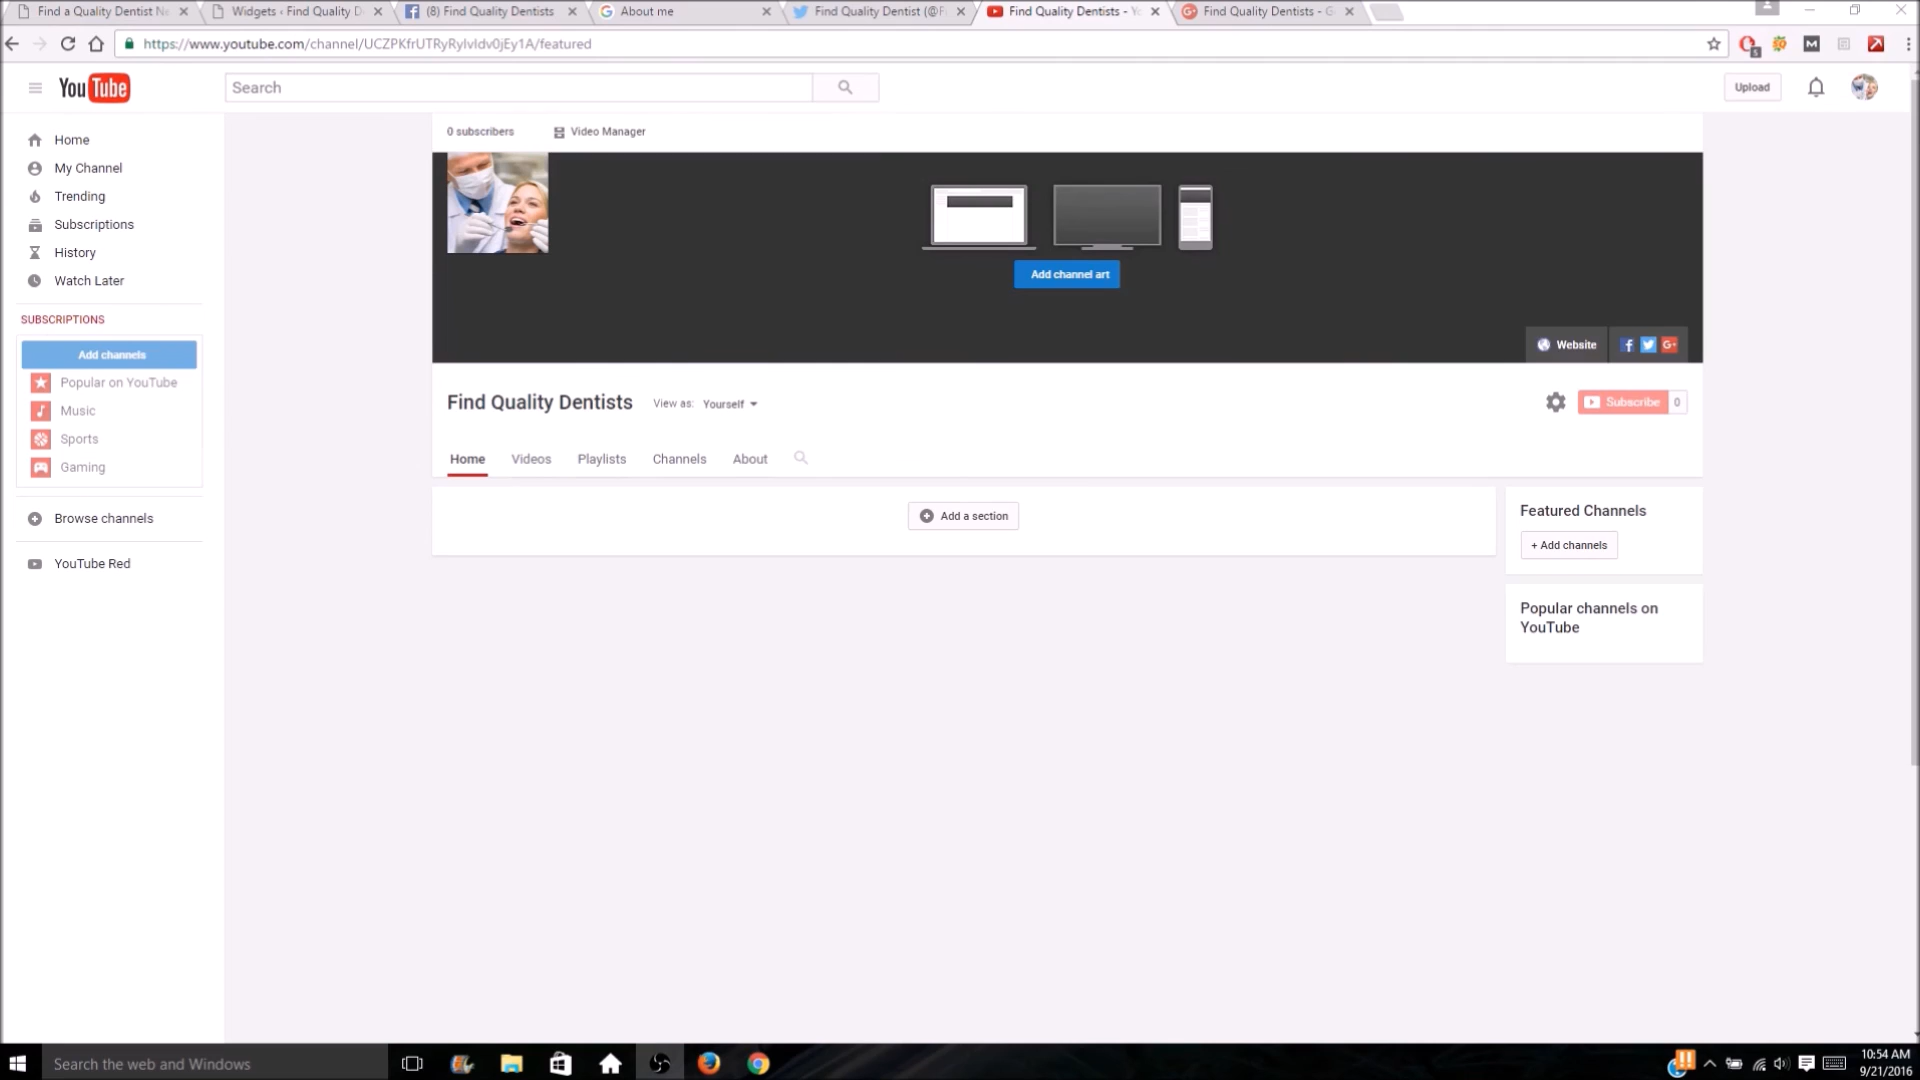 Find a Quality Dentist Ne
Widgets ‹ Find Quality D
(8) Find Quality Dentists
About me
Find Quality Dentist (@F
Find Quality Dentists - Yo
Find Quality Dentists - G
https://www.youtube.com/channel/UCZPKfrUTRyRylvldv0jEy1A/featured
YouTube
Search
Upload
0 subscribers
Video Manager
Home
My Channel
Trending
Subscriptions
History
Watch Later
SUBSCRIPTIONS
Add channels
Popular on YouTube
Music
Sports
Gaming
Browse channels
YouTube Red
Add channel art
Website
Find Quality Dentists
View as: Yourself
Subscribe 0
Home Videos Playlists Channels About
Add a section
Featured Channels
+ Add channels
Popular channels on
YouTube
Search the web and Windows
10:54 AM
9/21/2016